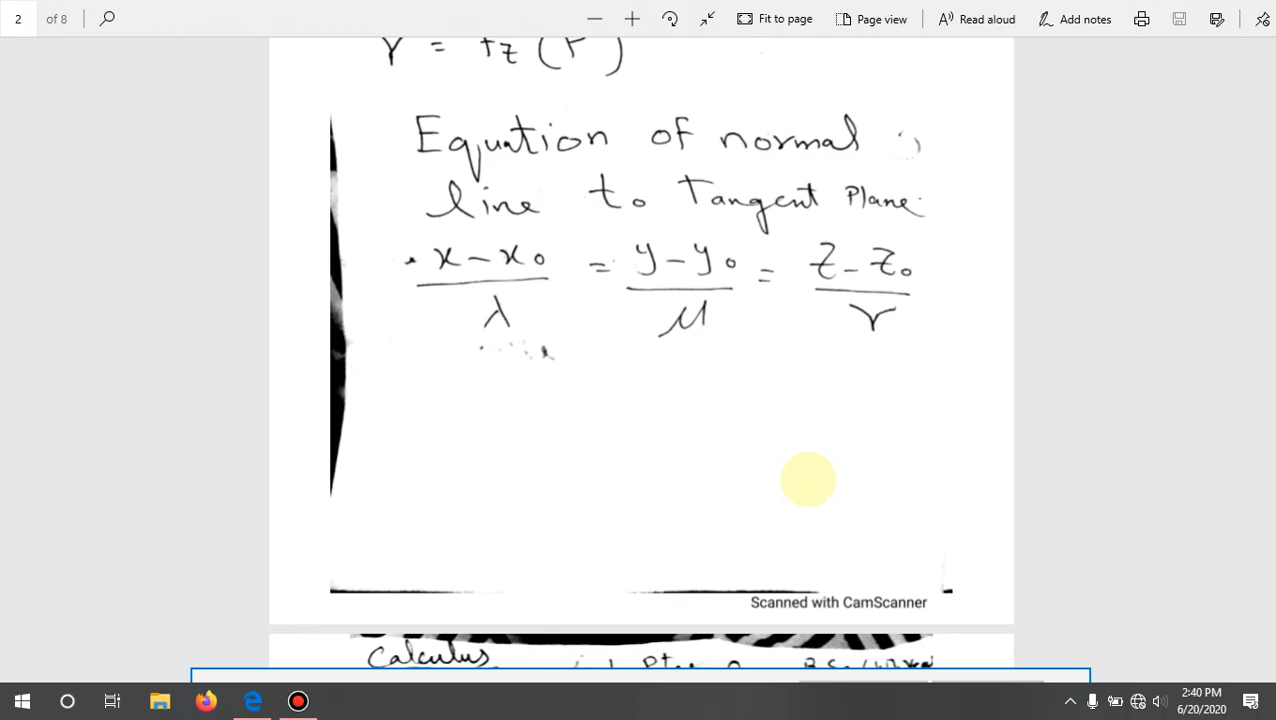 2 of 8 Fit to page Page view Read aloud Add notes
γ = fz (P)
Equation of normal
line to Tangent Plane.
x - x₀ / λ = y - y₀ / μ = z - z₀ / γ
Scanned with CamScanner
Calculus
2:40 PM
6/20/2020